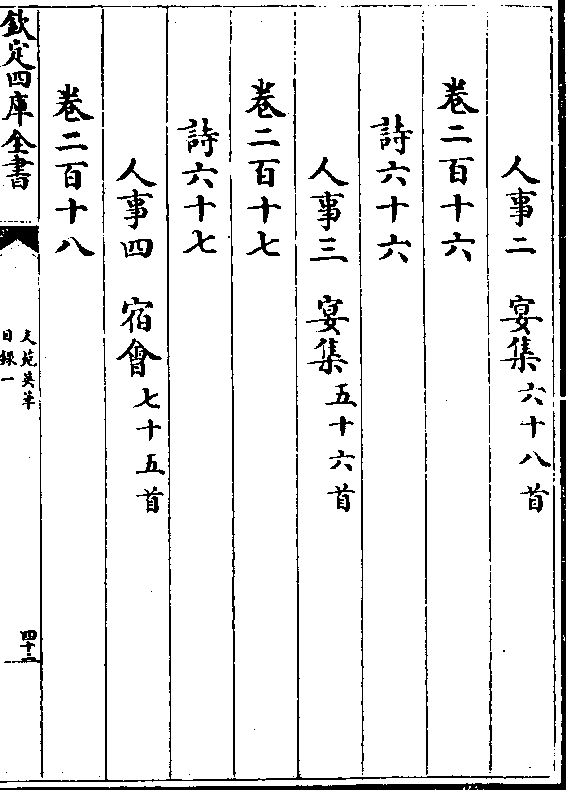 人事二 宴集六十八首
卷二百十六
詩六十六
人事三 宴集五十六首
卷二百十七
詩六十七
人事四 宿會七十五首
卷二百十八
欽定四庫全書
文苑英華
目錄一
四十二